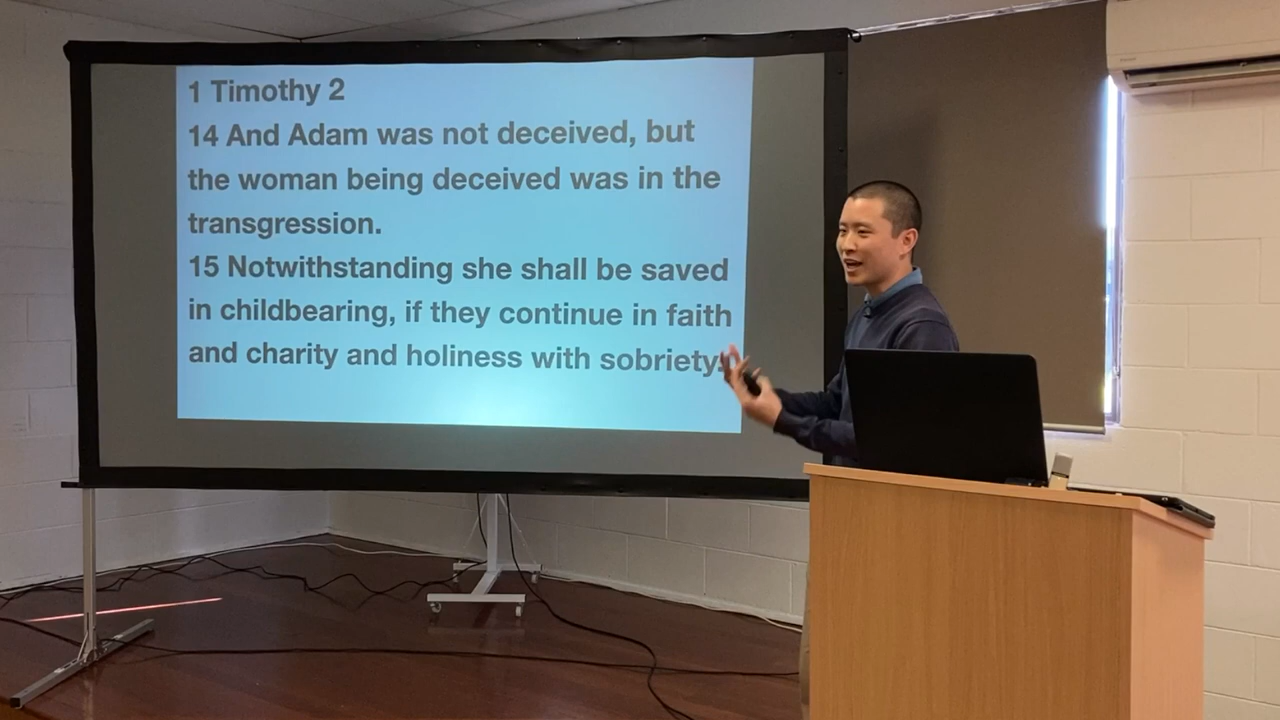 1 Timothy 2
14 And Adam was not deceived, but
the woman being deceived was in the
transgression.
15 Notwithstanding she shall be saved
in childbearing, if they continue in faith
and charity and holiness with sobriety.